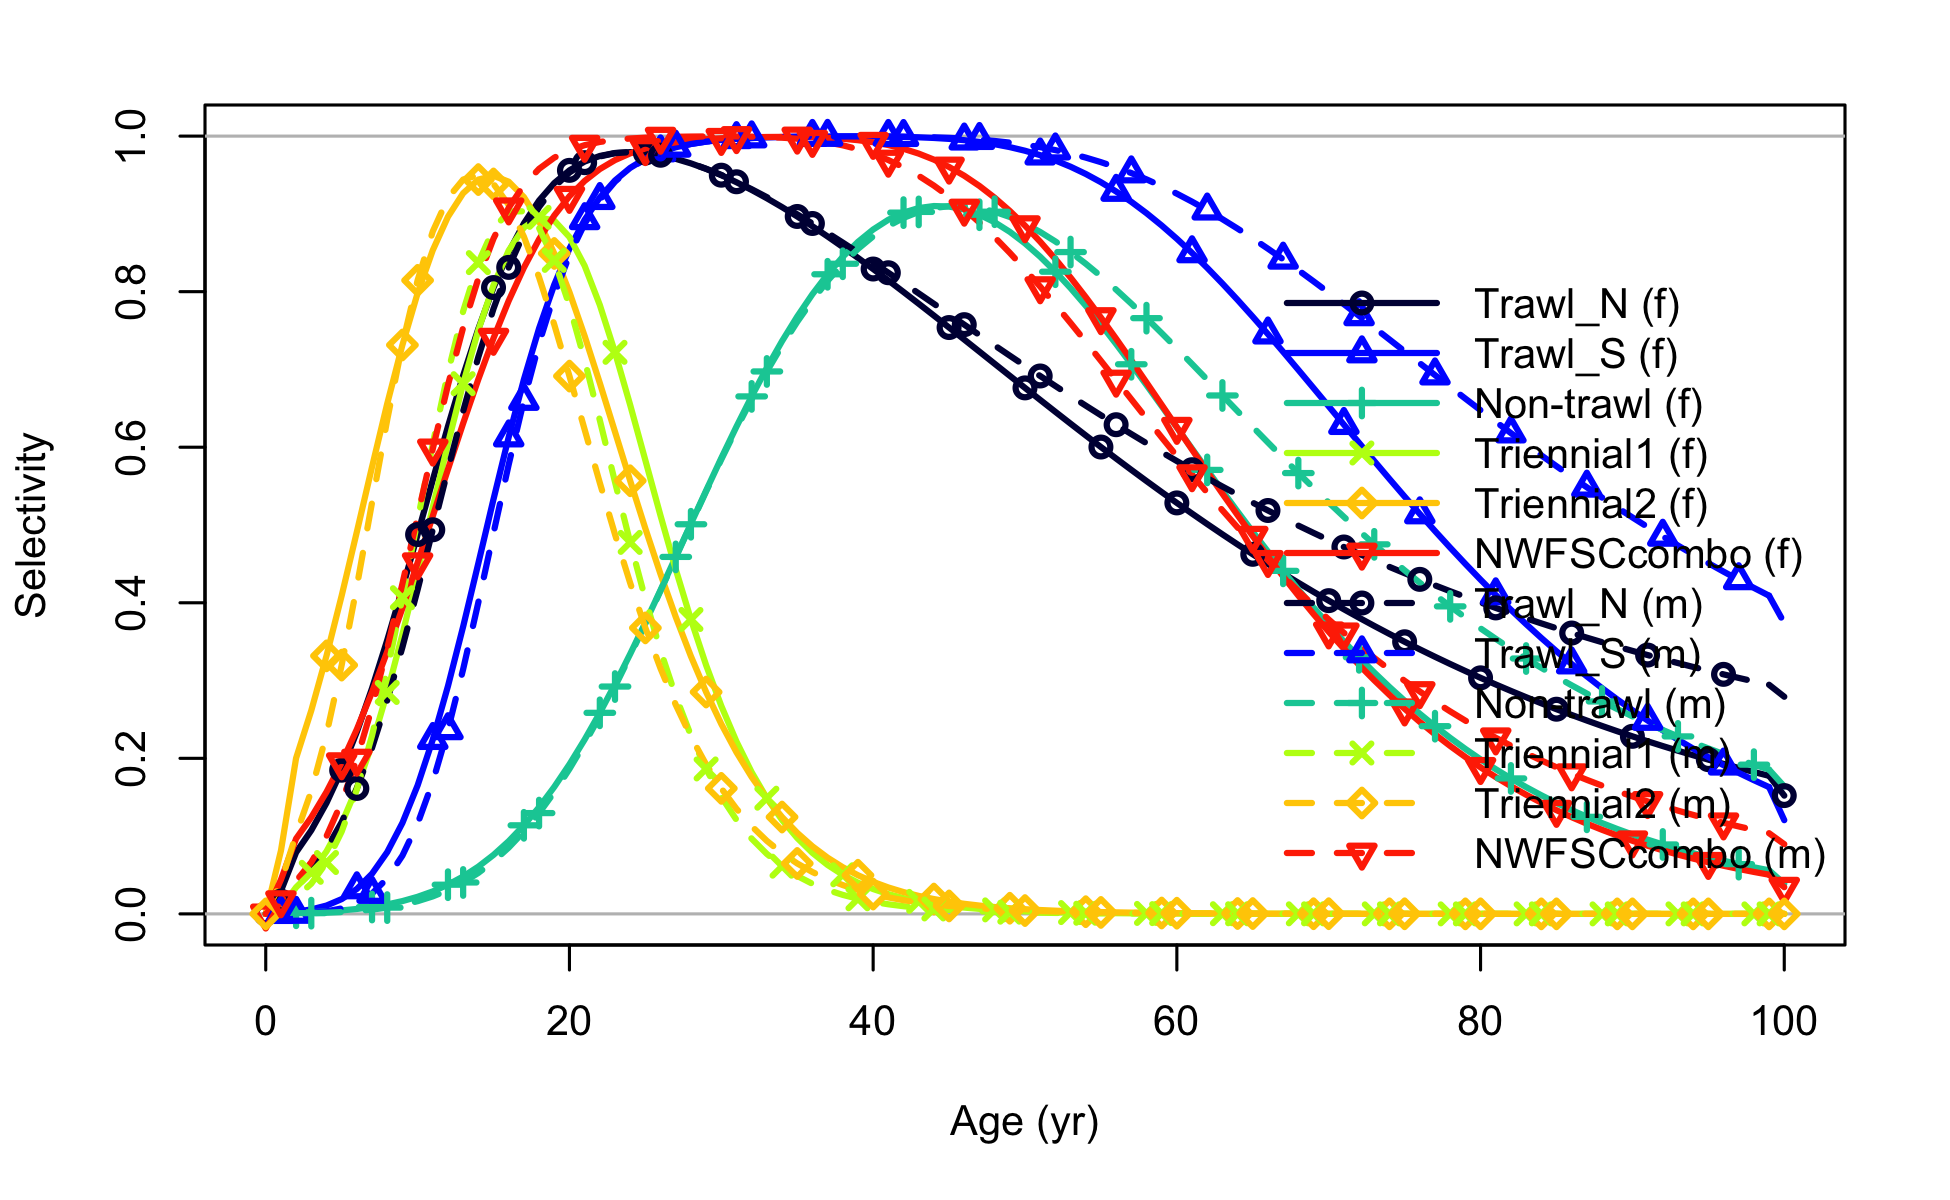 1.0
0.8
0.6
0.4
0.2
0.0
Selectivity
0 20 40 60 80 100
Age (yr)
Trawl_N (f)
Trawl_S (f)
Non-trawl (f)
Triennial1 (f)
Triennial2 (f)
NWFSCcombo (f)
Trawl_N (m)
Trawl_S (m)
Non-trawl (m)
Triennial1 (m)
Triennial2 (m)
NWFSCcombo (m)